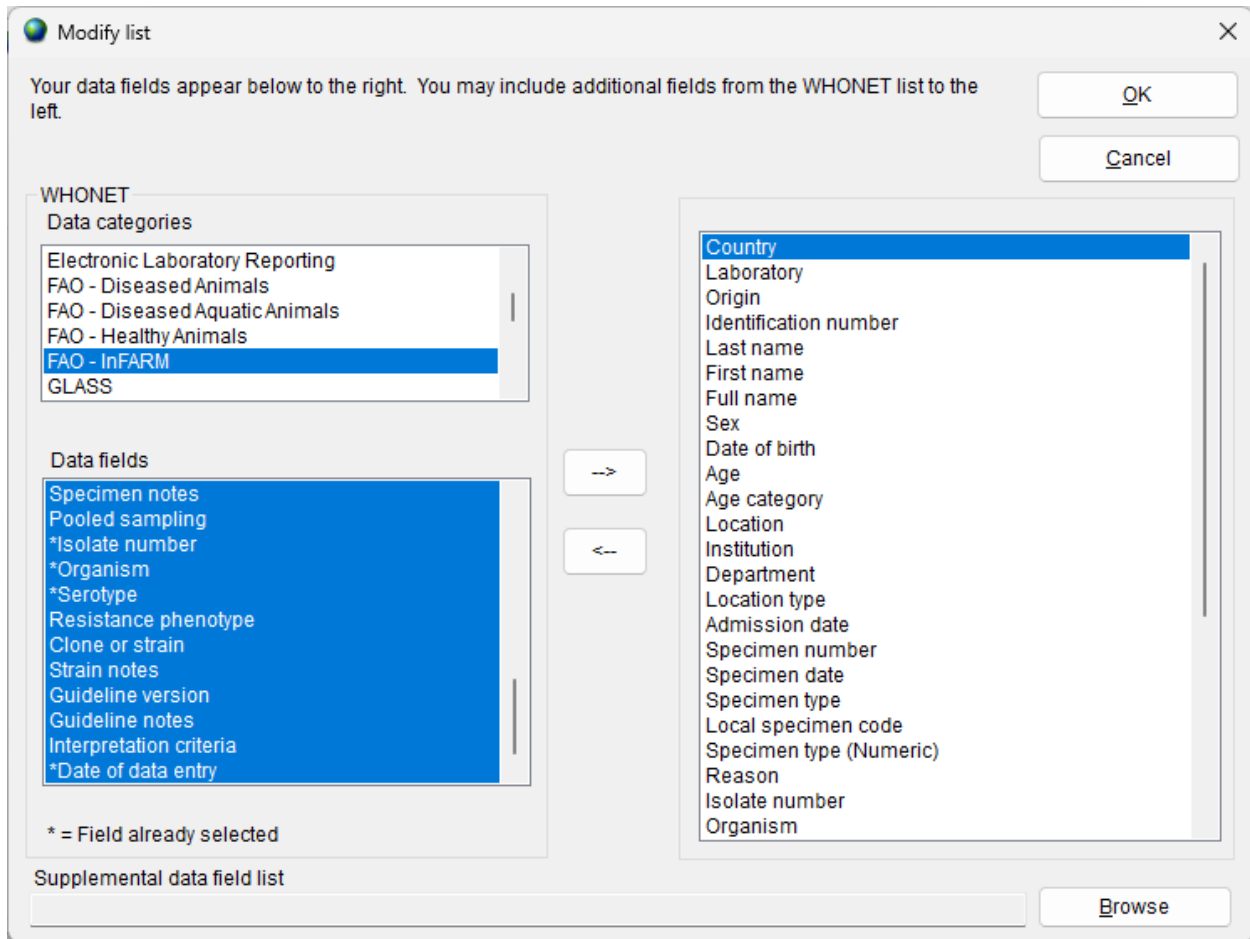 Modify list
Your data fields appear below to the right. You may include additional fields from the WHONET list to the
left.
OK
Cancel
WHONET
Data categories
Electronic Laboratory Reporting
FAO - Diseased Animals
FAO - Diseased Aquatic Animals
FAO - Healthy Animals
FAO - InFARM
GLASS
Data fields
Specimen notes
Pooled sampling
*Isolate number
*Organism
*Serotype
Resistance phenotype
Clone or strain
Strain notes
Guideline version
Guideline notes
Interpretation criteria
*Date of data entry
* = Field already selected
-->
<--
Country
Laboratory
Origin
Identification number
Last name
First name
Full name
Sex
Date of birth
Age
Age category
Location
Institution
Department
Location type
Admission date
Specimen number
Specimen date
Specimen type
Local specimen code
Specimen type (Numeric)
Reason
Isolate number
Organism
Supplemental data field list
Browse